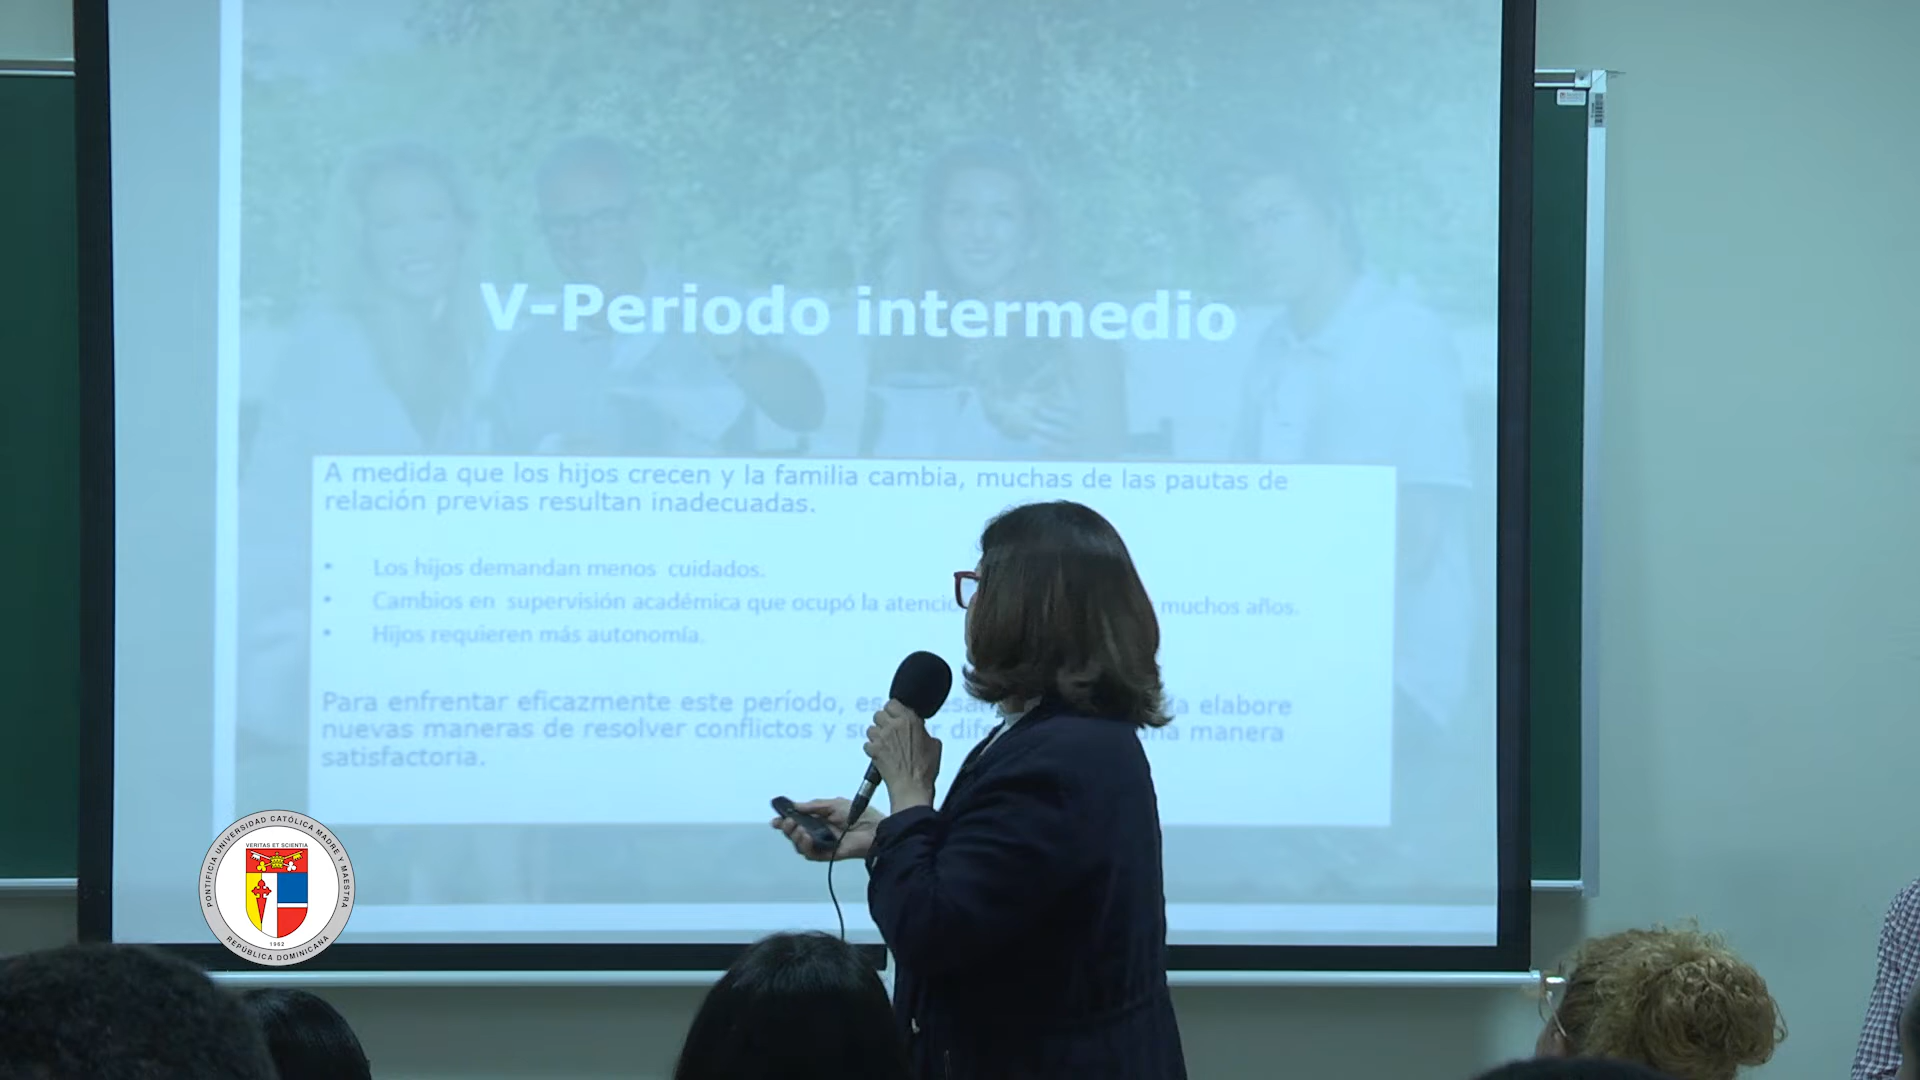 V-Periodo intermedio
A medida que los hijos crecen y la familia cambia, muchas de las pautas de
relación previas resultan inadecuadas.
• Los hijos demandan menos cuidados.
• Cambios en supervisión académica que ocupó la muchos años.
• Hijos requieren más autonomía.
Para enfrentar eficazmente este período, elabore
nuevas maneras de resolver conflictos y manera
satisfactoria.
PONTIFICIA UNIVERSIDAD CATÓLICA MADRE Y MAESTRA
VERITAS ET SCIENTIA
1962
REPÚBLICA DOMINICANA